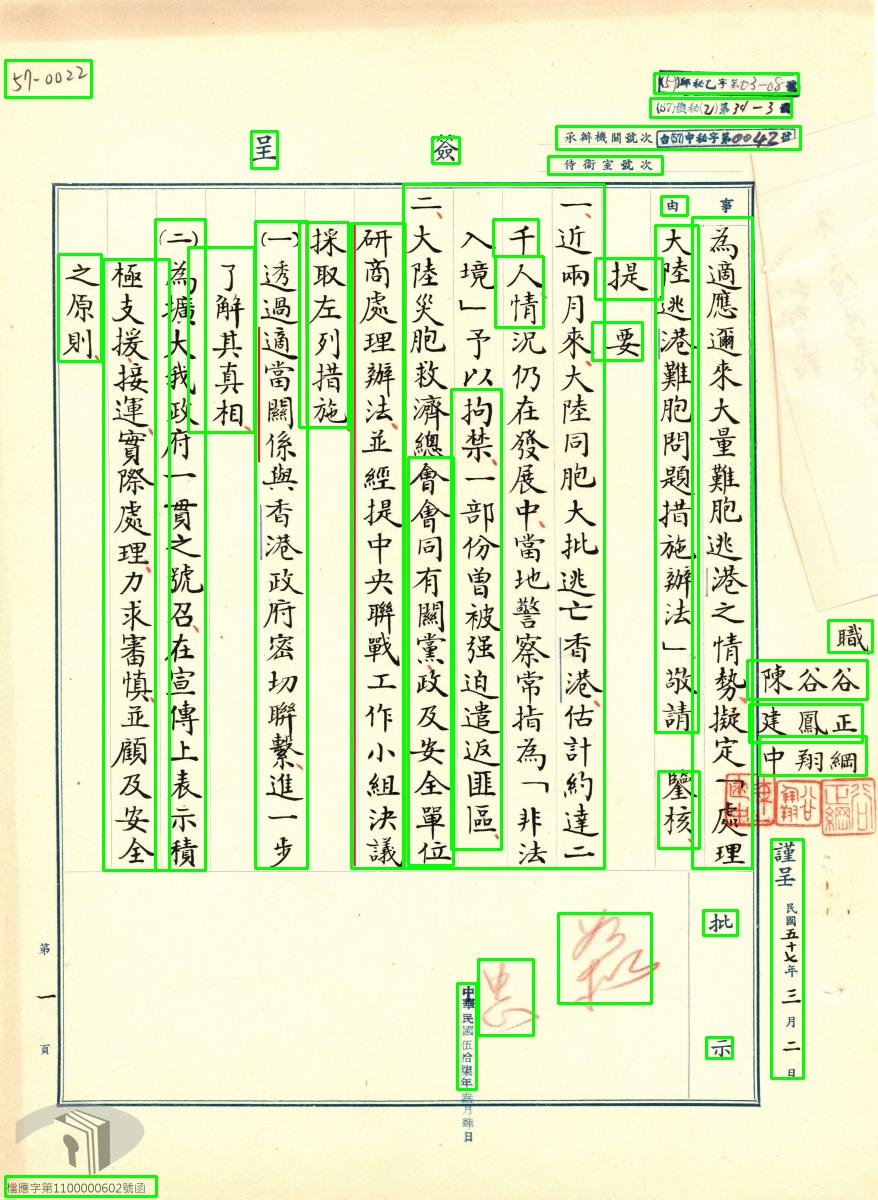 57-0022
(57)郎秘乙字第03-08號
(57)機秘(乙)第34-3號
承辦機關號次 台(57)中秘字第0042號
侍衛室號次
簽呈
事由
為適應邇來大量難胞逃港之情勢、擬定「處理
大陸逃港難胞問題措施辦法」敬請 鑒核、
提要
一、近兩月來、大陸同胞大批逃亡香港、估計約達二
千人、情況仍在發展中、當地警察常指為「非法
入境」予以拘禁、一部份曾被强迫遣返匪區、
二、大陸災胞救濟總會會同有關黨、政及安全單位
研商處理辦法、並經提中央聯戰工作小組決議
採取左列措施
(一)透過適當關係與香港政府密切聯繫、進一步
了解其真相、
(二)為擴大我政府一貫之號召、在宣傳上表示積
極支援、接運、實際處理、力求審慎、並顧及安全
之原則、
職
谷正綱
谷鳳翔
陳建中
谨呈 民國五十七年三月二日
批示
中華民國伍拾柒年叁月 日
第一頁
檔應字第1100000602號函